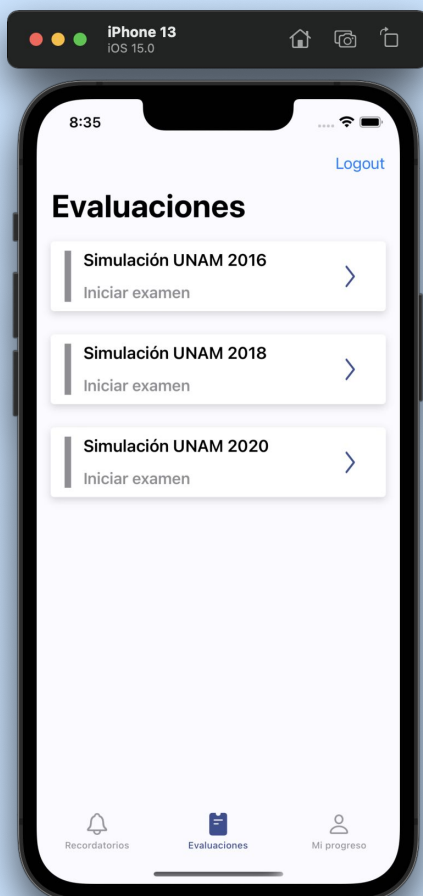 iPhone 13
iOS 15.0
8:35
Logout
Evaluaciones
Simulación UNAM 2016
Iniciar examen
Simulación UNAM 2018
Iniciar examen
Simulación UNAM 2020
Iniciar examen
Recordatorios Evaluaciones Mi progreso